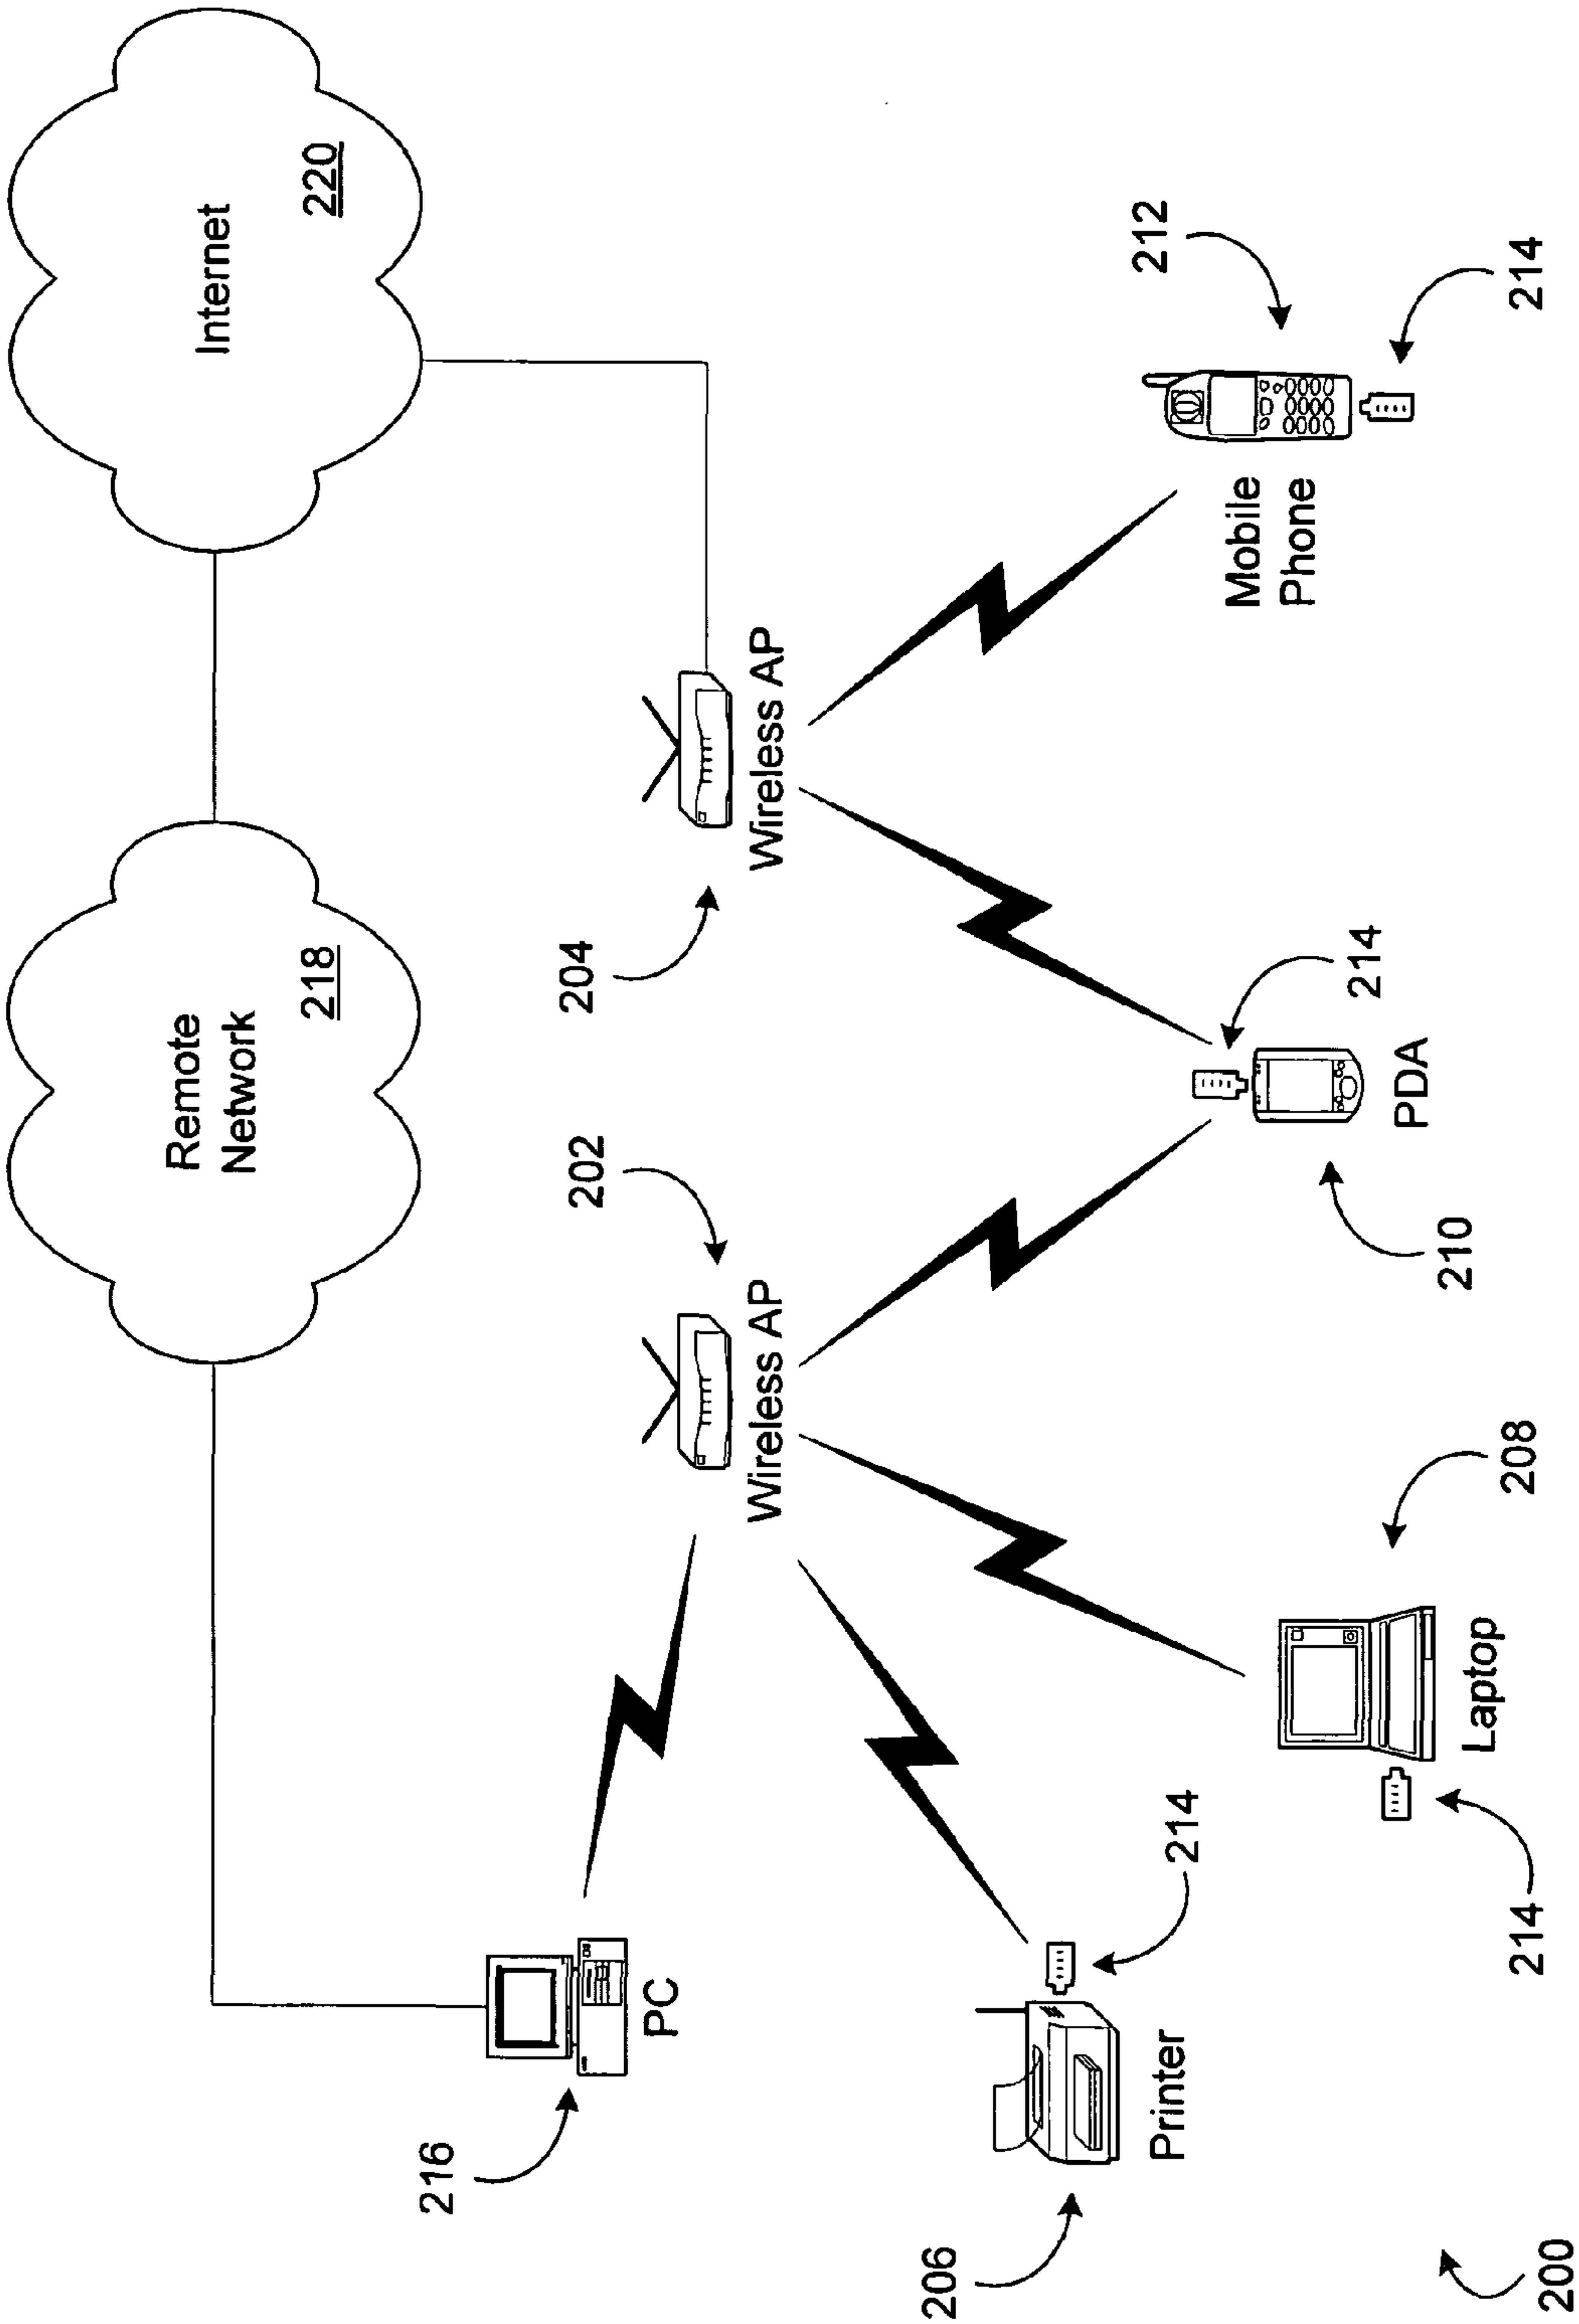 Remote
Network
218
Internet
220
202
204
Wireless AP
Wireless AP
216
PC
206
Printer
214
Laptop
208
214
PDA
214
210
Mobile
Phone
212
214
200